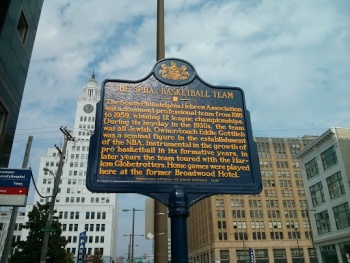 THE SPHAs BASKETBALL TEAM
The South Philadelphia Hebrew Association
was a dominant professional team from 1918
to 1959, winning 12 league championships.
During its heyday in the 1930s, the team
was all Jewish. Owner/coach Eddie Gottlieb
was a seminal figure in the establishment
of the NBA. Instrumental in the growth of
pro basketball in its formative years, in
later years the team toured with the Har-
lem Globetrotters. Home games were played
here at the former Broadwood Hotel.